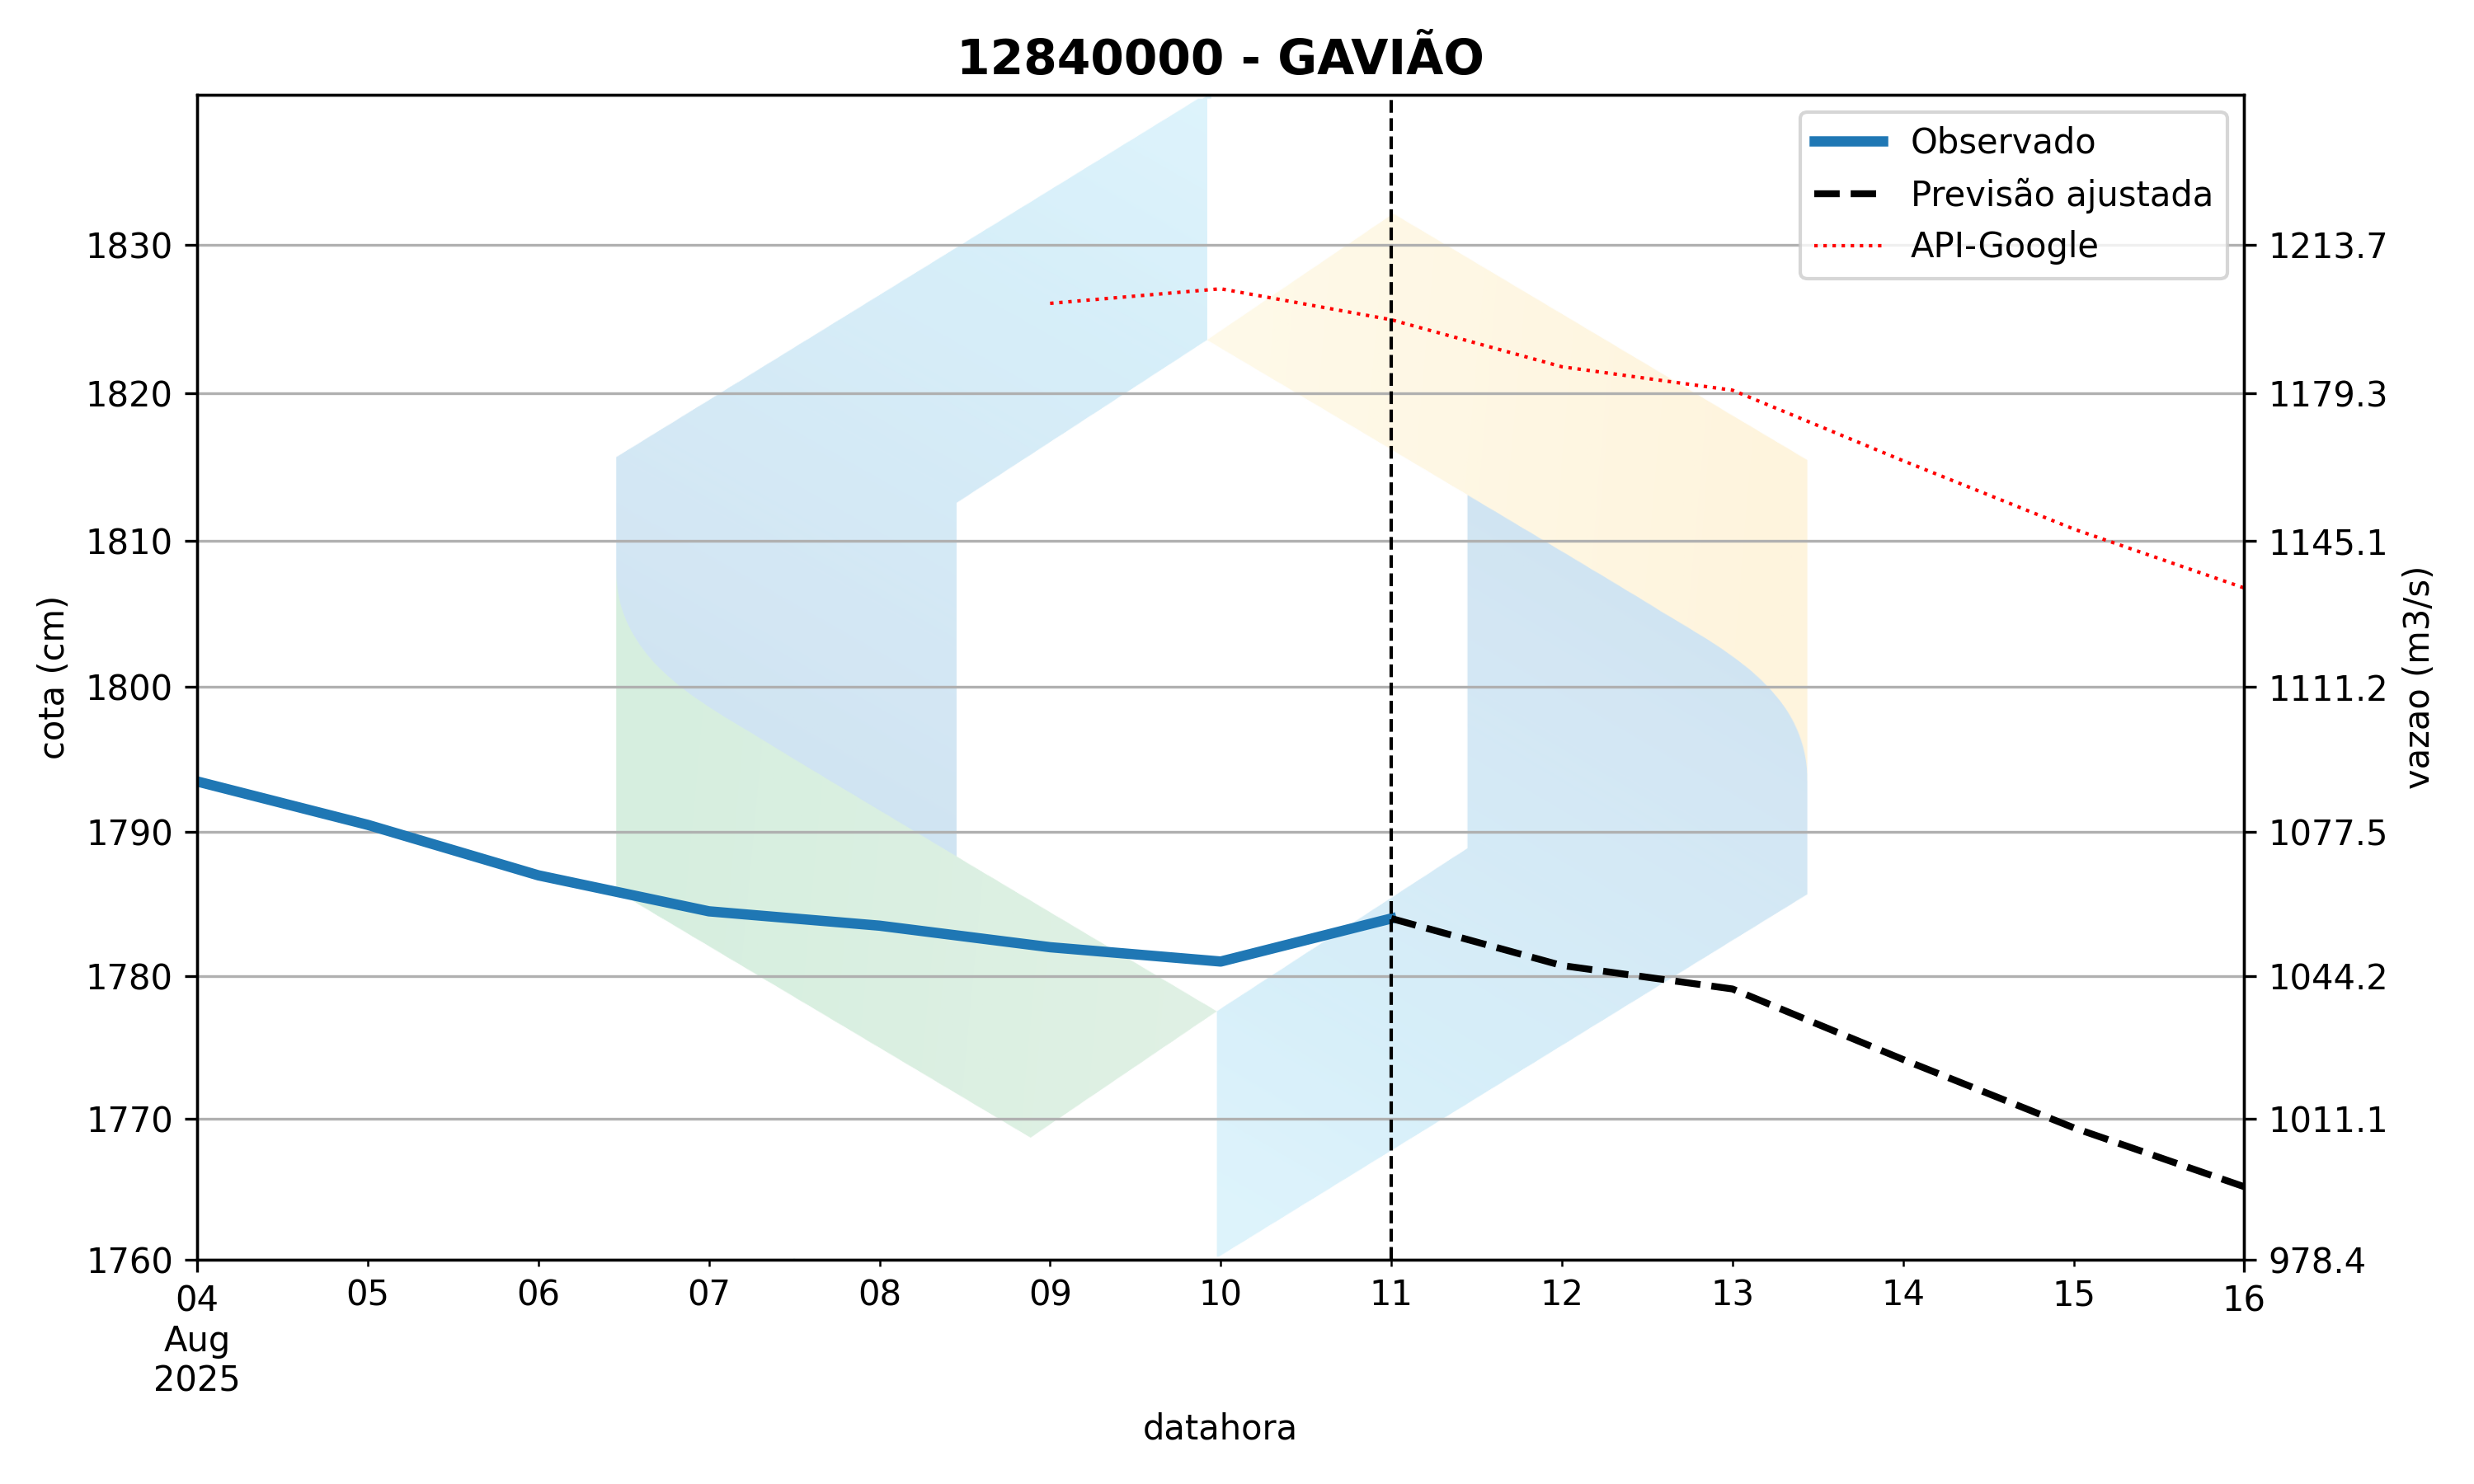 12840000 - GAVIÃO
Observado
Previsão ajustada
API-Google
1830
1820
1810
1800
1790
1780
1770
1760
cota (cm)
1213.7
1179.3
1145.1
1111.2
1077.5
1044.2
1011.1
978.4
vazao (m3/s)
04 05 06 07 08 09 10 11 12 13 14 15 16
Aug
2025
datahora